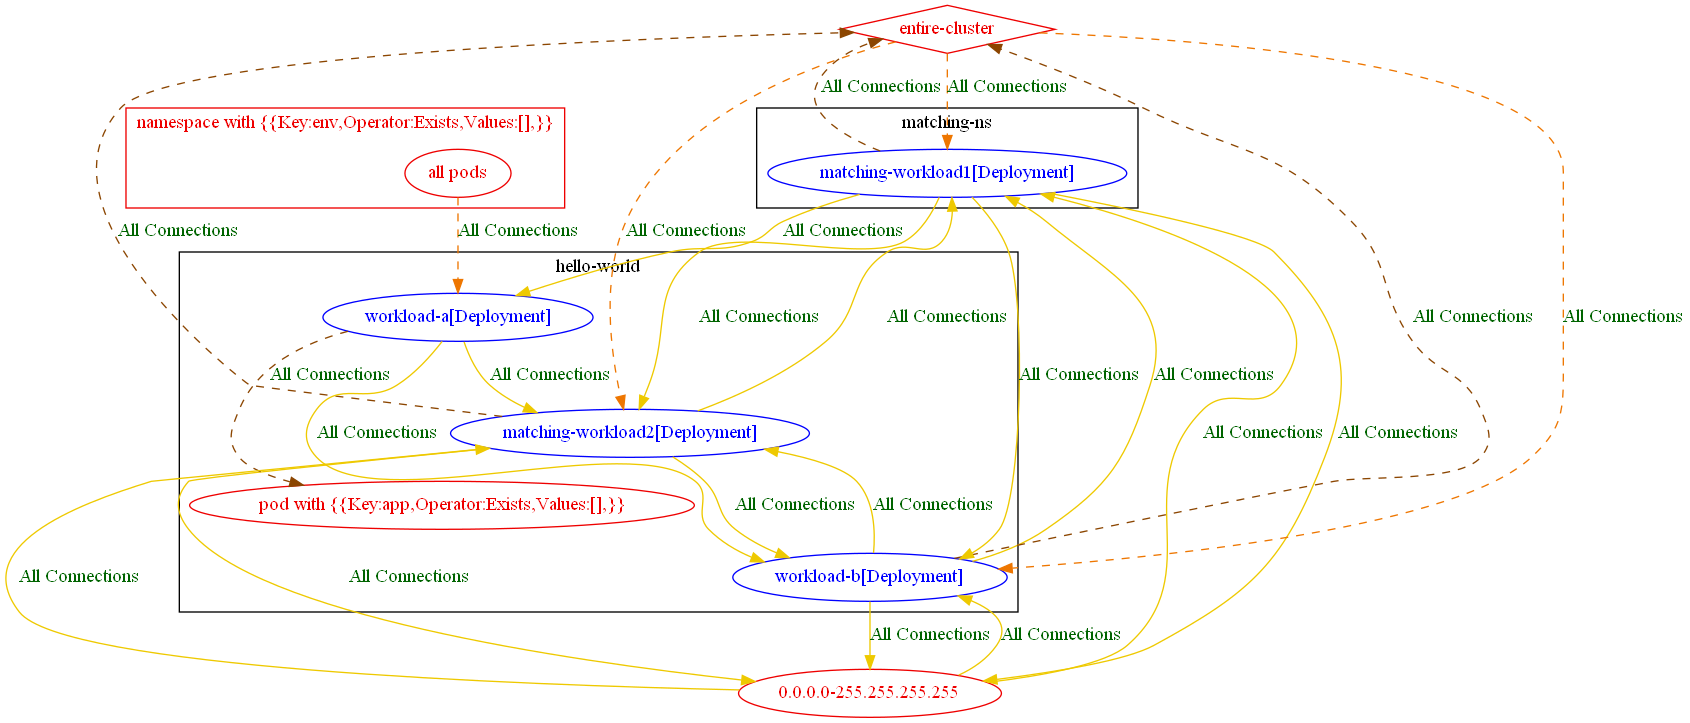 entire-cluster
All Connections
All Connections
namespace with {{Key:env,Operator:Exists,Values:[],}}
matching-ns
all pods
matching-workload1[Deployment]
All Connections
All Connections
All Connections
All Connections
hello-world
workload-a[Deployment]
All Connections
All Connections
All Connections
All Connections
All Connections
All Connections
All Connections
All Connections
All Connections
matching-workload2[Deployment]
All Connections
All Connections
pod with {{Key:app,Operator:Exists,Values:[],}}
All Connections
All Connections
All Connections
All Connections
workload-b[Deployment]
All Connections
All Connections
0.0.0.0-255.255.255.255